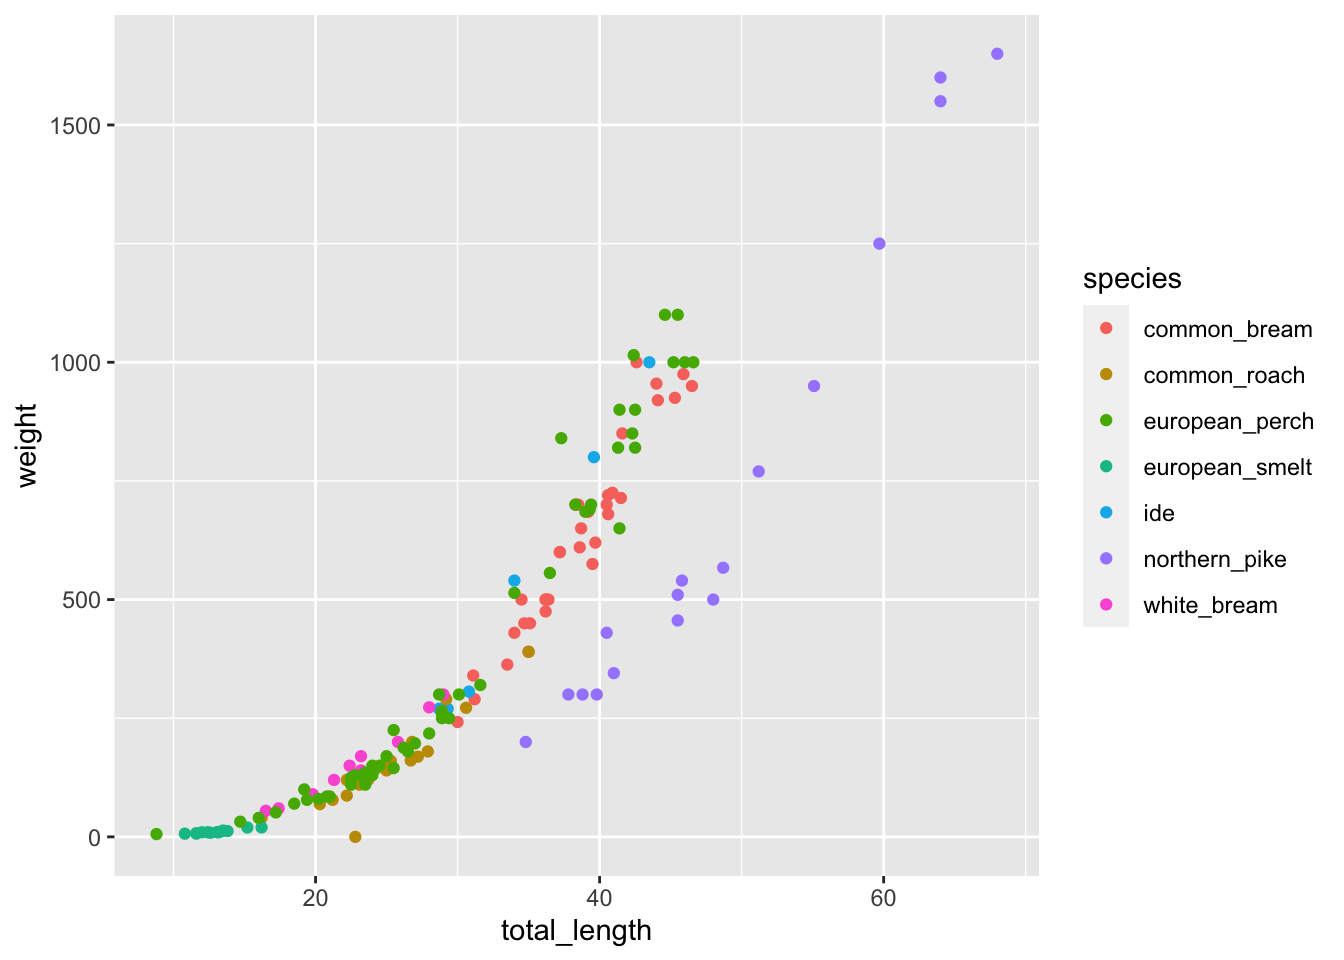 1500
1000
500
0
weight
20
40
60
total_length
species
common_bream
common_roach
european_perch
european_smelt
ide
northern_pike
white_bream